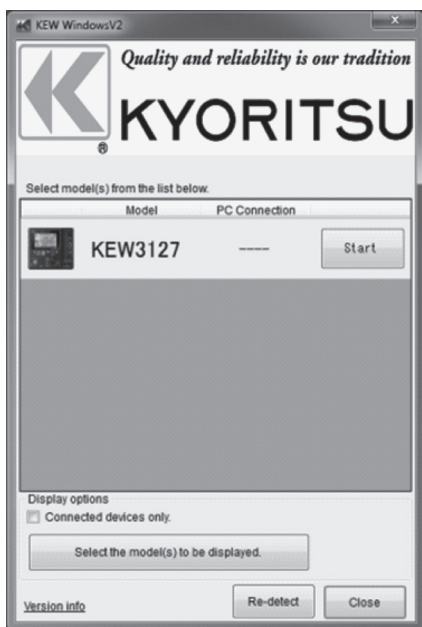 KEW WindowsV2
Quality and reliability is our tradition
KYORITSU
®
Select model(s) from the list below.
Model PC Connection
KEW3127 ---- Start
Display options
Connected devices only.
Select the model(s) to be displayed.
Version info Re-detect Close